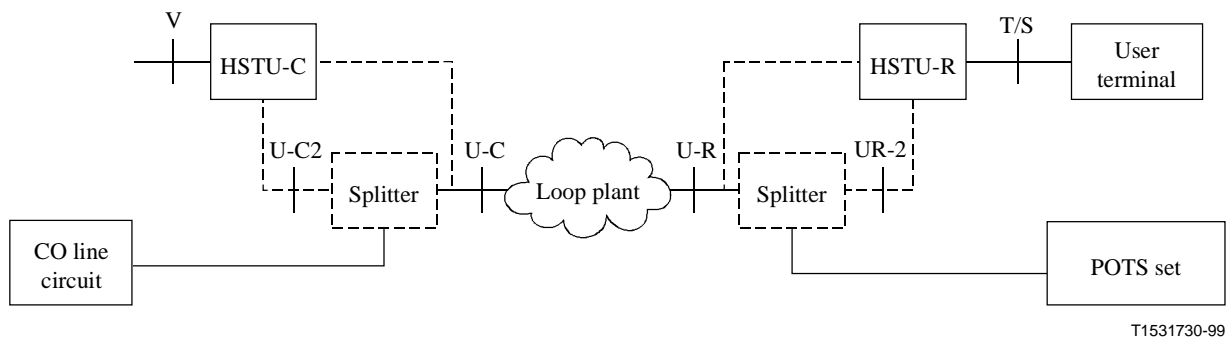 V
T/S
HSTU-C
HSTU-R
User
terminal
U-C2
U-C
U-R
UR-2
Splitter
Loop plant
Splitter
CO line
circuit
POTS set
T1531730-99